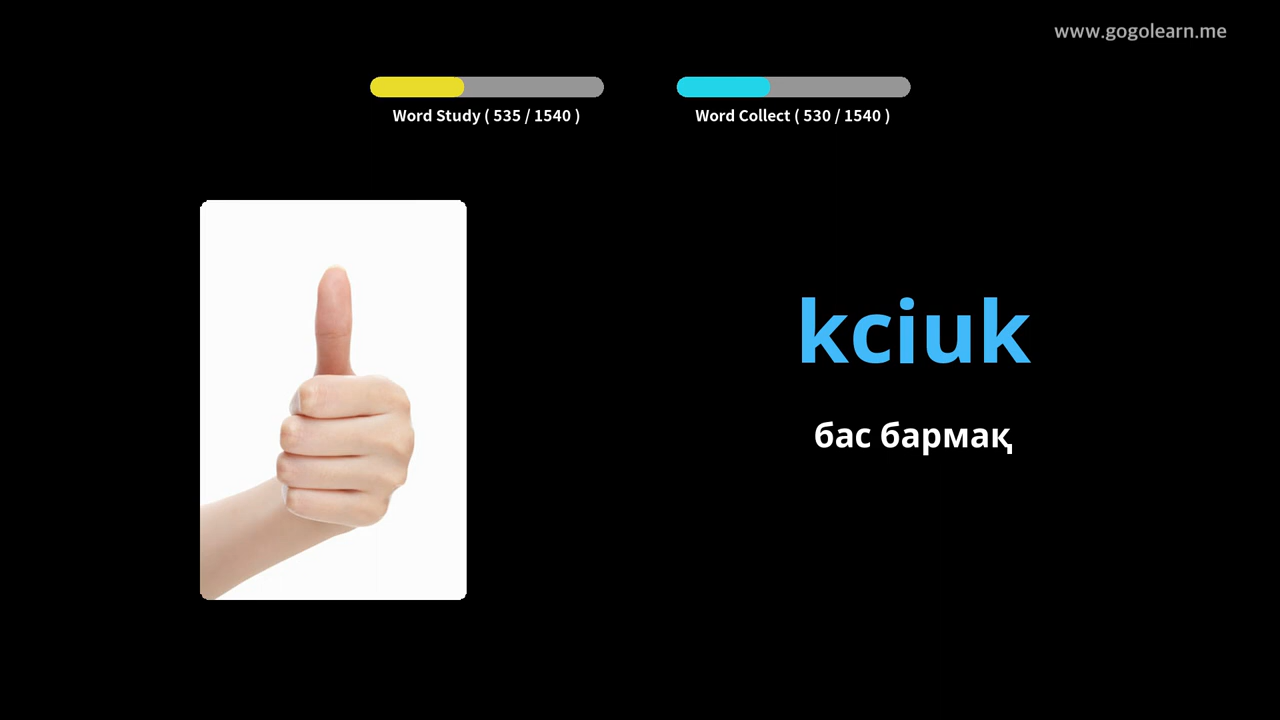 www.gogolearn.me
Word Study ( 535 / 1540 )
Word Collect ( 530 / 1540 )
kciuk
бас бармақ